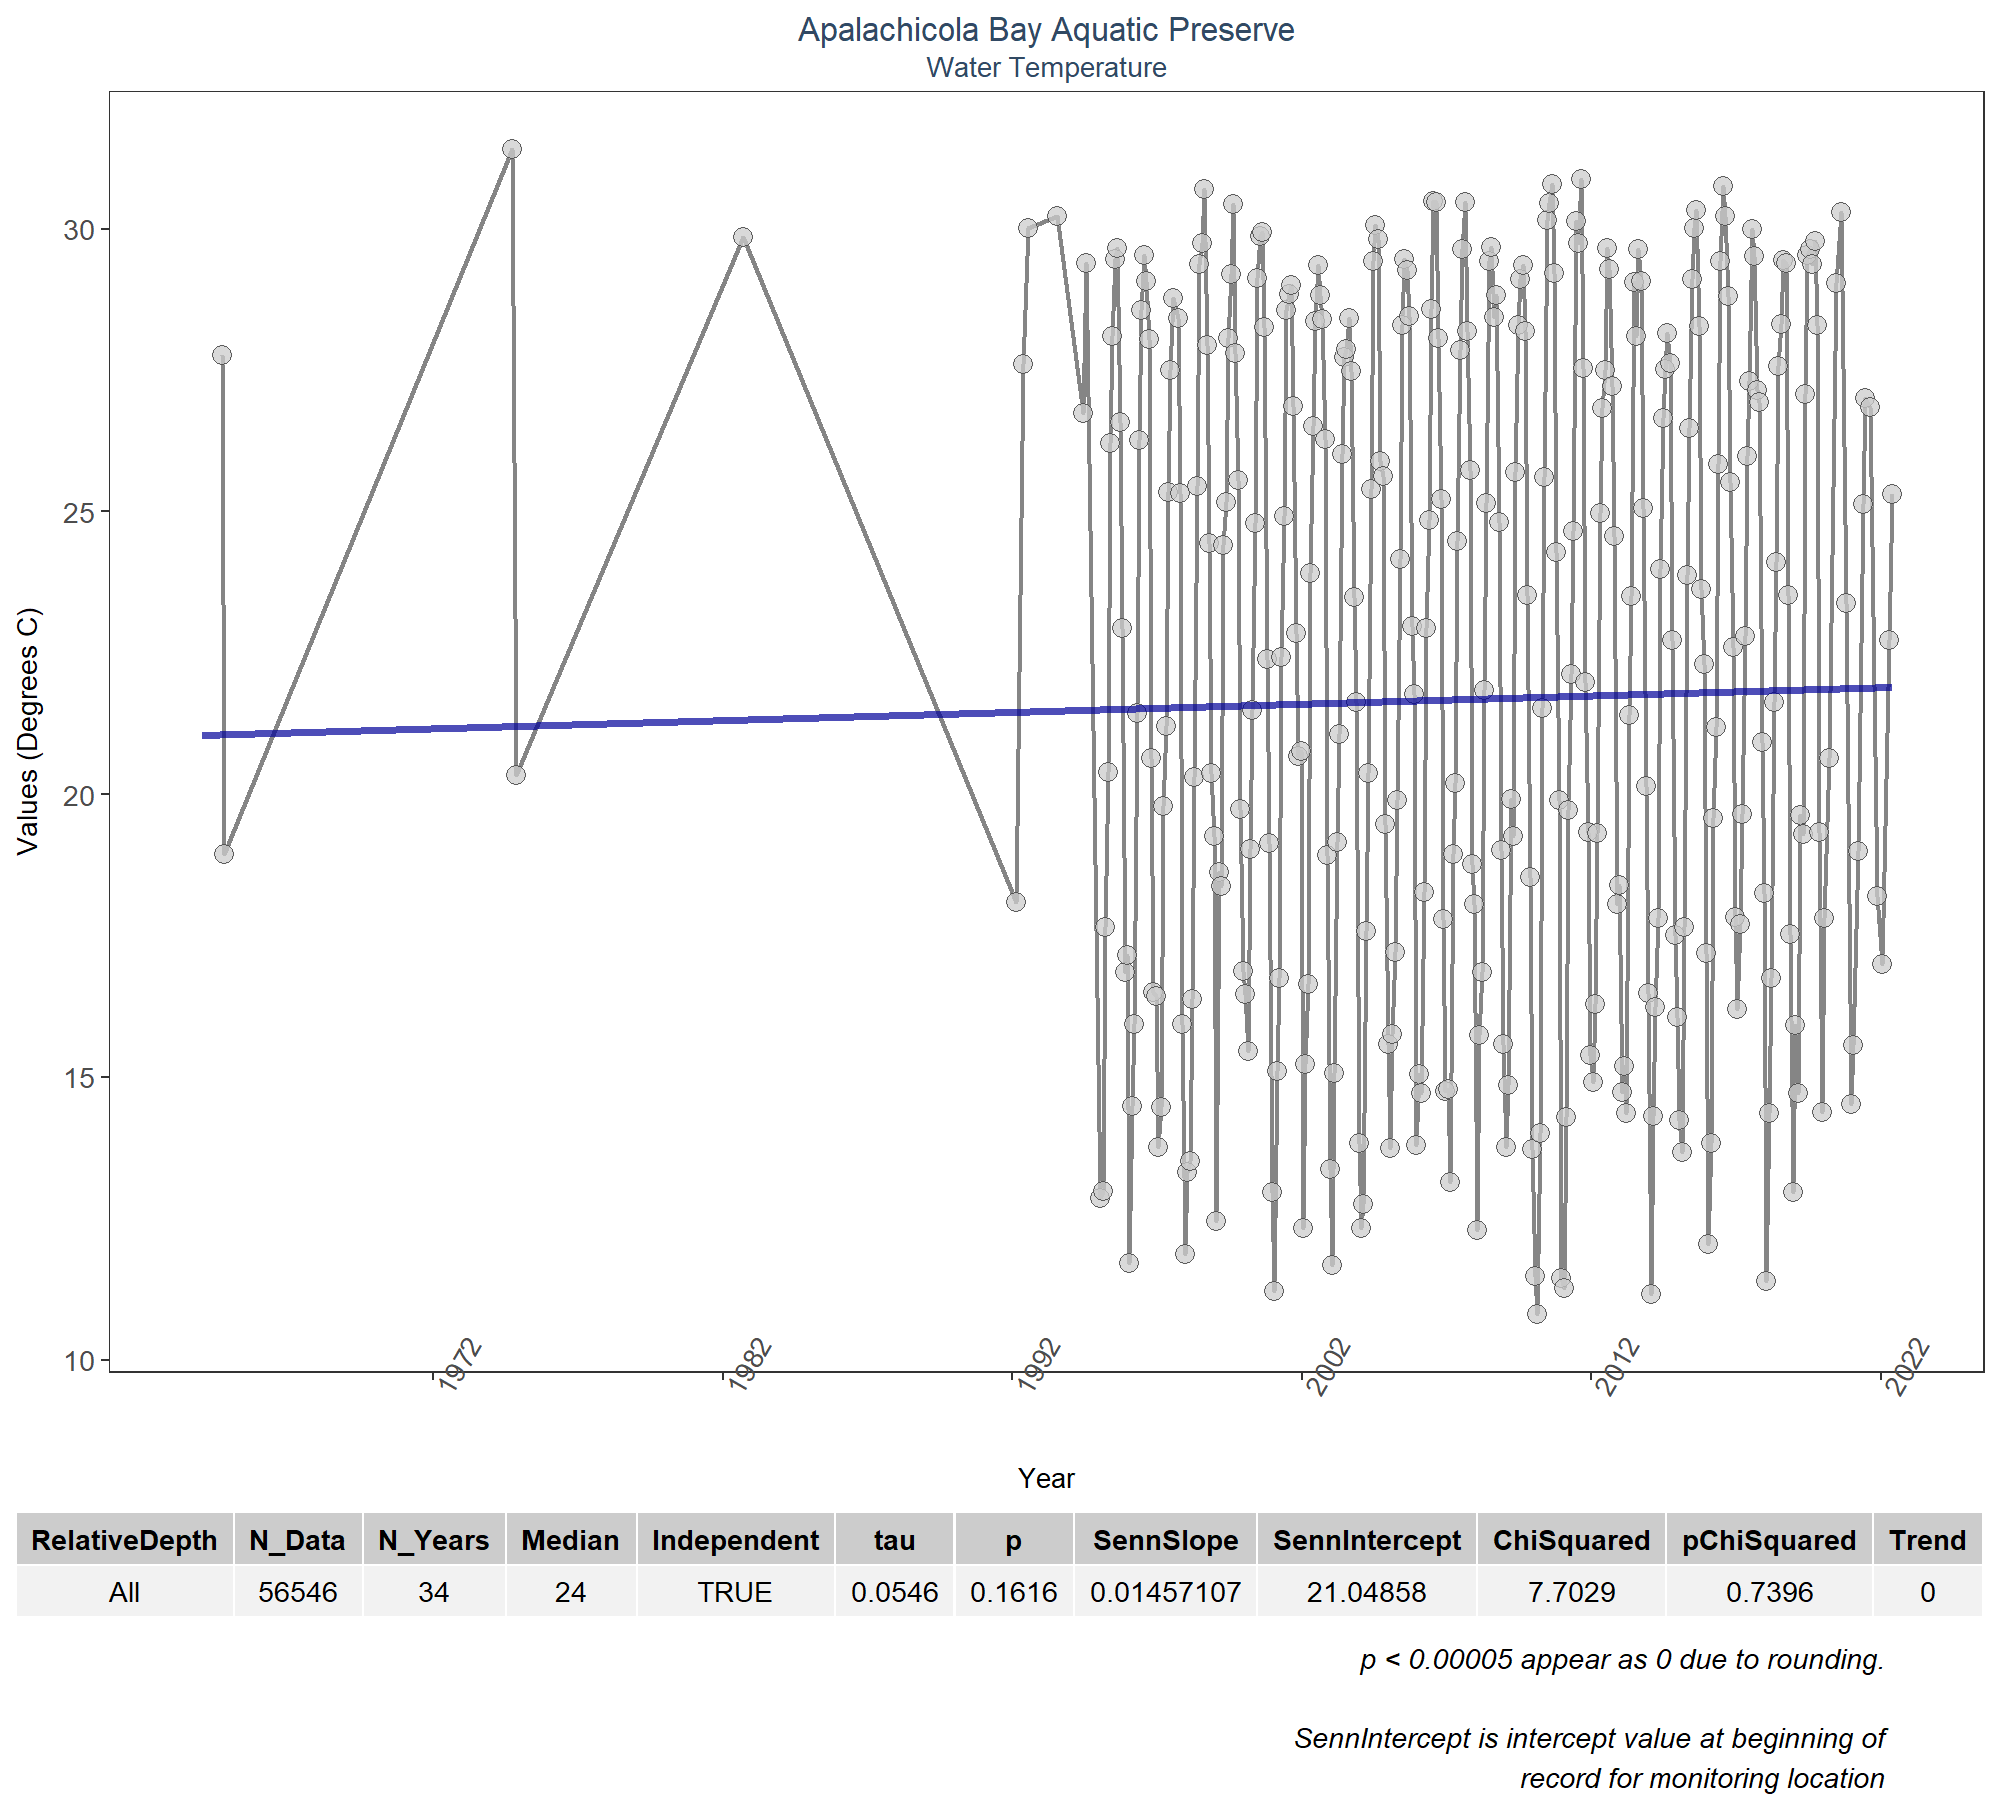 Apalachicola Bay Aquatic Preserve
Water Temperature
Values (Degrees C)
30
25
20
15
10
1972
1982
1992
2002
2012
2022
Year
RelativeDepth N_Data N_Years Median Independent tau p SennSlope SennIntercept ChiSquared pChiSquared Trend
All 56546 34 24 TRUE 0.0546 0.1616 0.01457107 21.04858 7.7029 0.7396 0
p < 0.00005 appear as 0 due to rounding.
SennIntercept is intercept value at beginning of
record for monitoring location